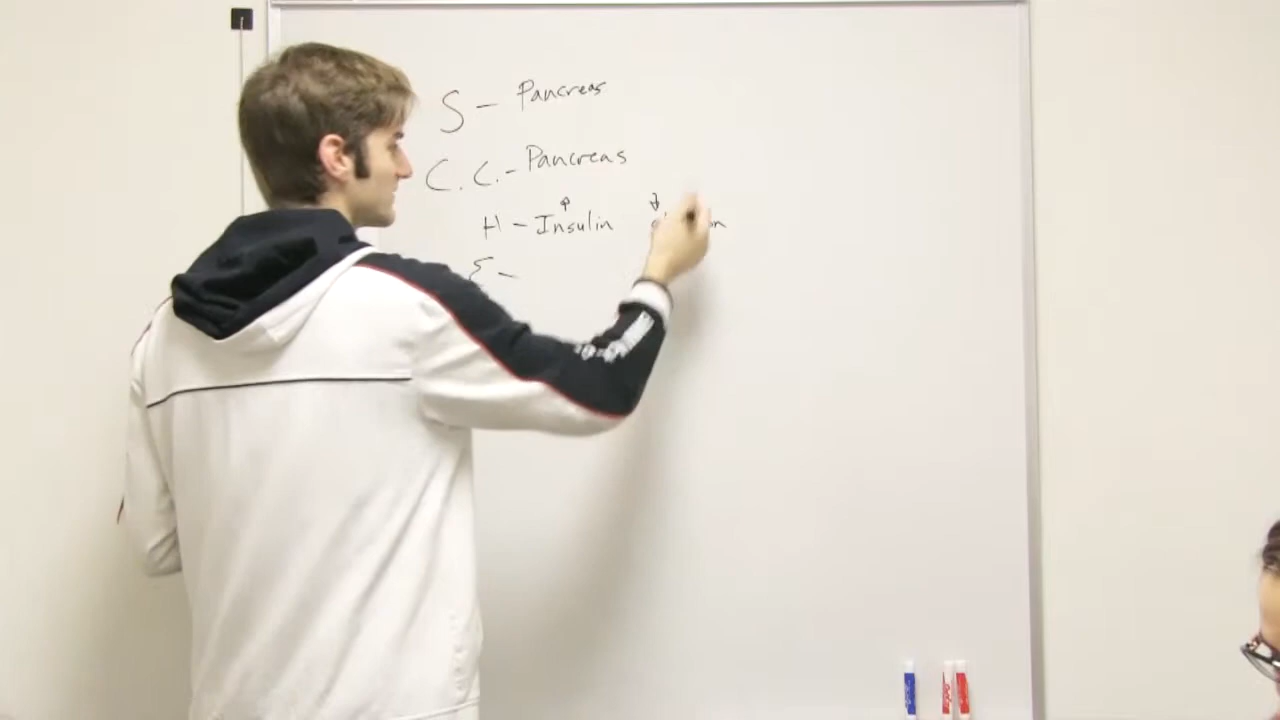 S - Pancreas
C.C. - Pancreas
H - Insulin
E -